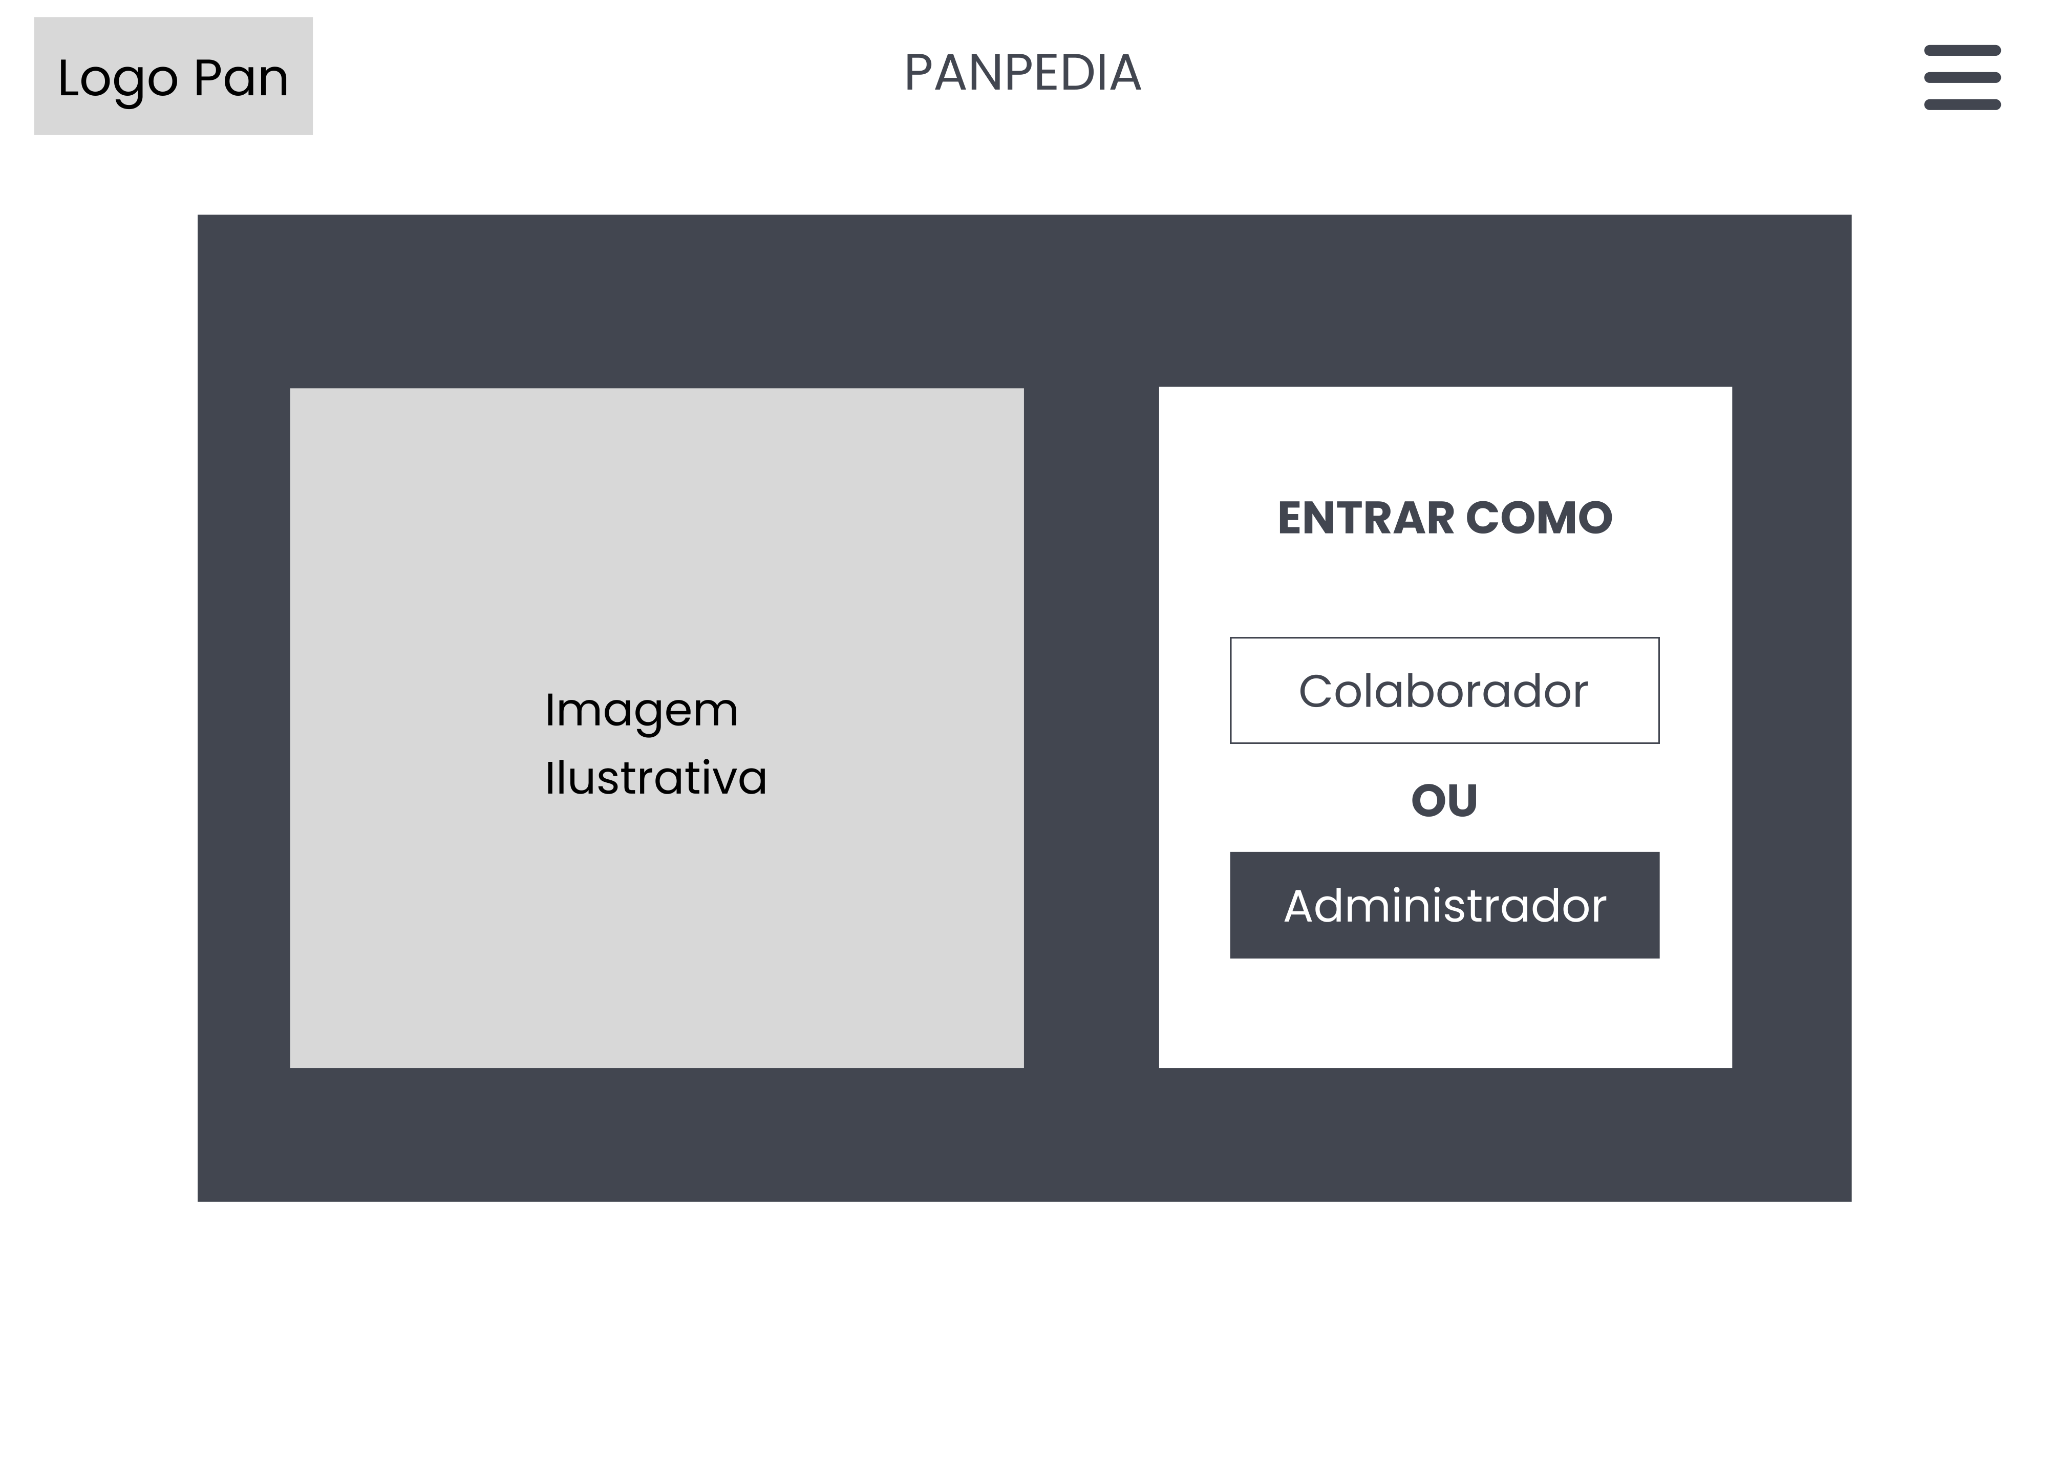 Logo Pan
PANPEDIA
Imagem
Ilustrativa
ENTRAR COMO
Colaborador
OU
Administrador